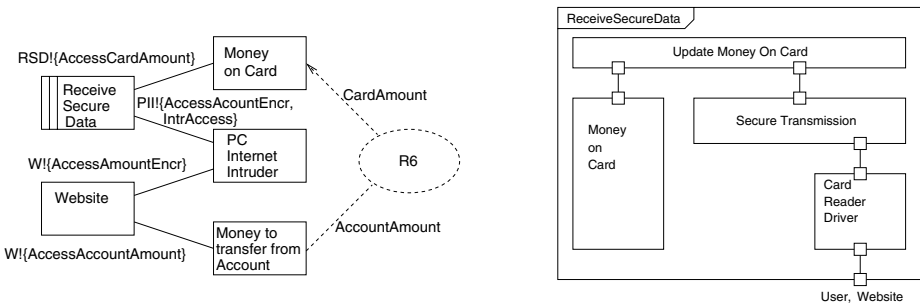 RSD!{AccessCardAmount}
Money
on Card
Receive
Secure
Data
PII!{AccessAcountEncr,
IntrAccess}
CardAmount
PC
Internet
Intruder
R6
W!{AccessAmountEncr}
Website
AccountAmount
W!{AccessAccountAmount}
Money to
transfer from
Account
ReceiveSecureData
Update Money On Card
Money
on
Card
Secure Transmission
Card
Reader
Driver
User, Website